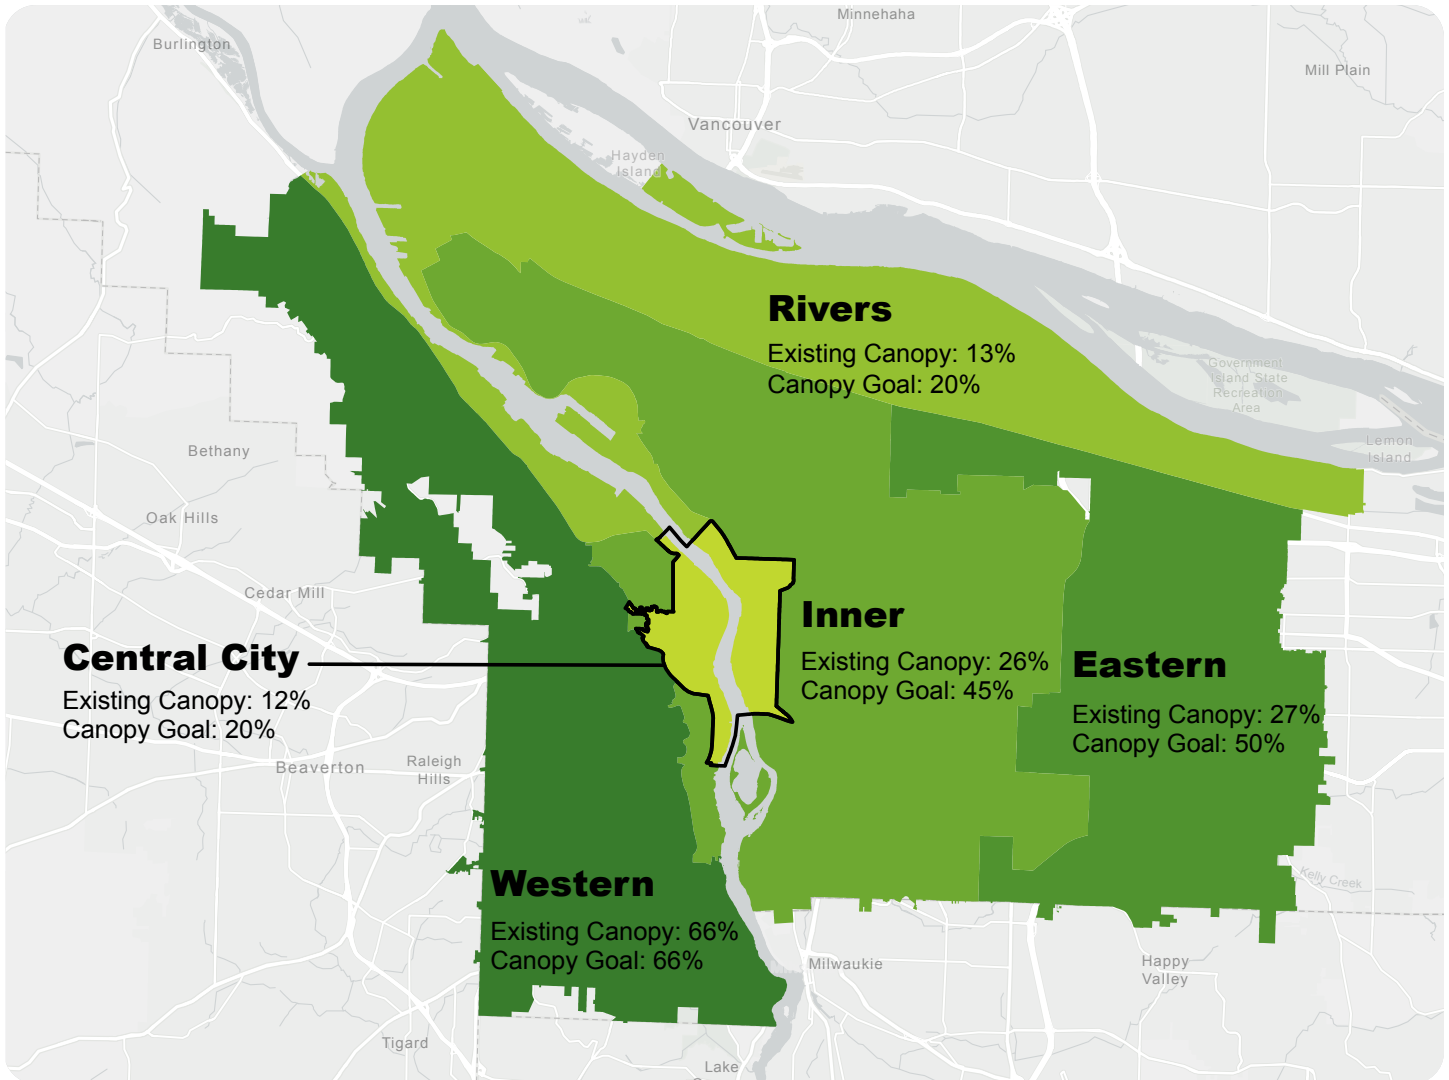 Minnehaha
Burlington
Mill Plain
Vancouver
Hayden
Island
Rivers
Existing Canopy: 13%
Canopy Goal: 20%
Government
Island State
Recreation
Area
Lemon
Island
Bethany
Oak Hills
Cedar Mill
Inner
Existing Canopy: 26%
Canopy Goal: 45%
Central City
Existing Canopy: 12%
Canopy Goal: 20%
Eastern
Existing Canopy: 27%
Canopy Goal: 50%
Beaverton
Raleigh
Hills
Western
Existing Canopy: 66%
Canopy Goal: 66%
Kelly Creek
Milwaukie
Happy
Valley
Tigard
Lake